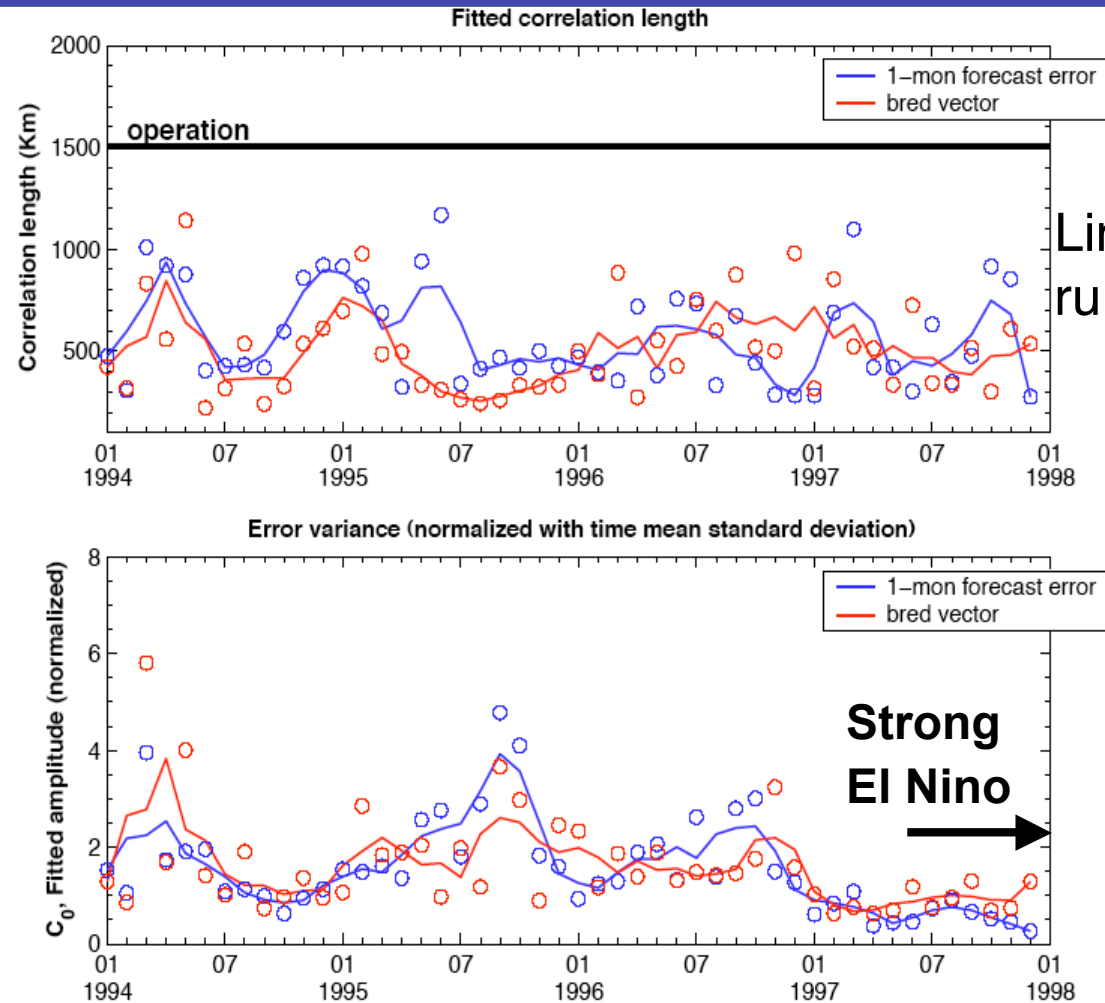 Fitted correlation length
2000
1500
1000
500
Correlation length (Km)
operation
1-mon forecast error
bred vector
01 07 01 07 01 07 01 07 01
1994 1995 1996 1997 1998
Error variance (normalized with time mean standard deviation)
8
6
4
2
0
C0, Fitted amplitude (normalized)
1-mon forecast error
bred vector
Strong
El Nino
01 07 01 07 01 07 01 07 01
1994 1995 1996 1997 1998